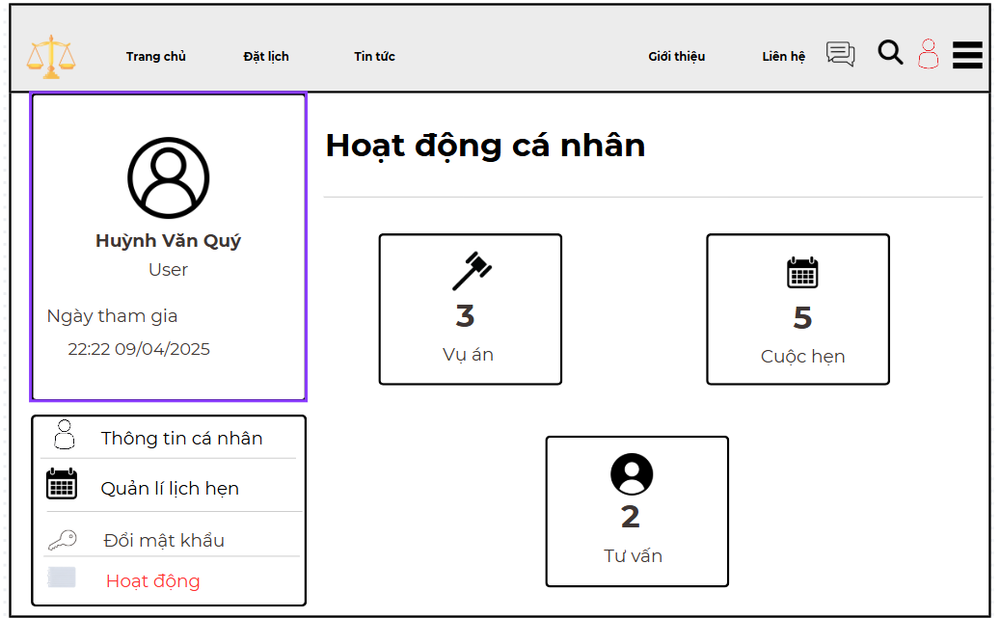 Trang chủ
Đặt lịch
Tin tức
Giới thiệu
Liên hệ
Huỳnh Văn Quý
User
Ngày tham gia
22:22 09/04/2025
Thông tin cá nhân
Quản lí lịch hẹn
Đổi mật khẩu
Hoạt động
Hoạt động cá nhân
3
Vụ án
5
Cuộc hẹn
2
Tư vấn